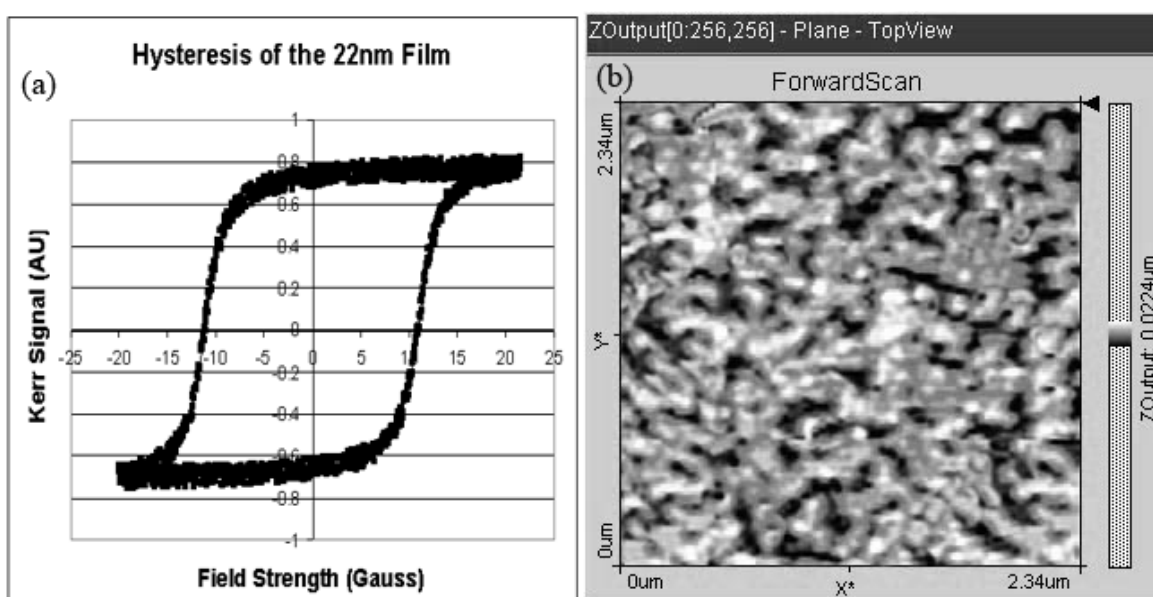 Hysteresis of the 22nm Film
(a)
Kerr Signal (AU)
1
0.8
0.6
0.4
0.2
0
-0.2
-0.4
-0.6
-0.8
-1
-25 -20 -15 -10 -5 0 5 10 15 20 25
Field Strength (Gauss)
ZOutput[0:256,256] - Plane - TopView
(b)
ForwardScan
2.34um
Y*
0um
0um X* 2.34um
ZOutput: 0.0224um